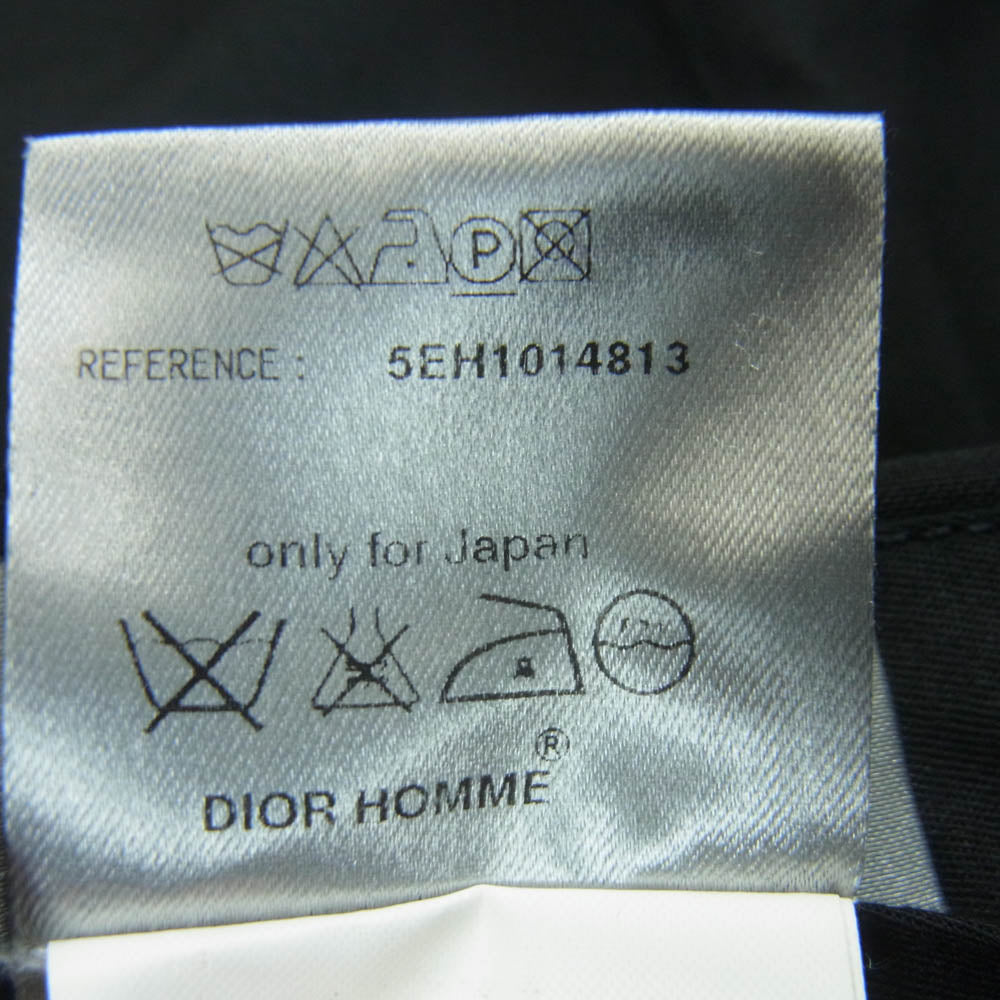 P
REFERENCE : 5EH1014813
only for Japan
DIOR HOMME®